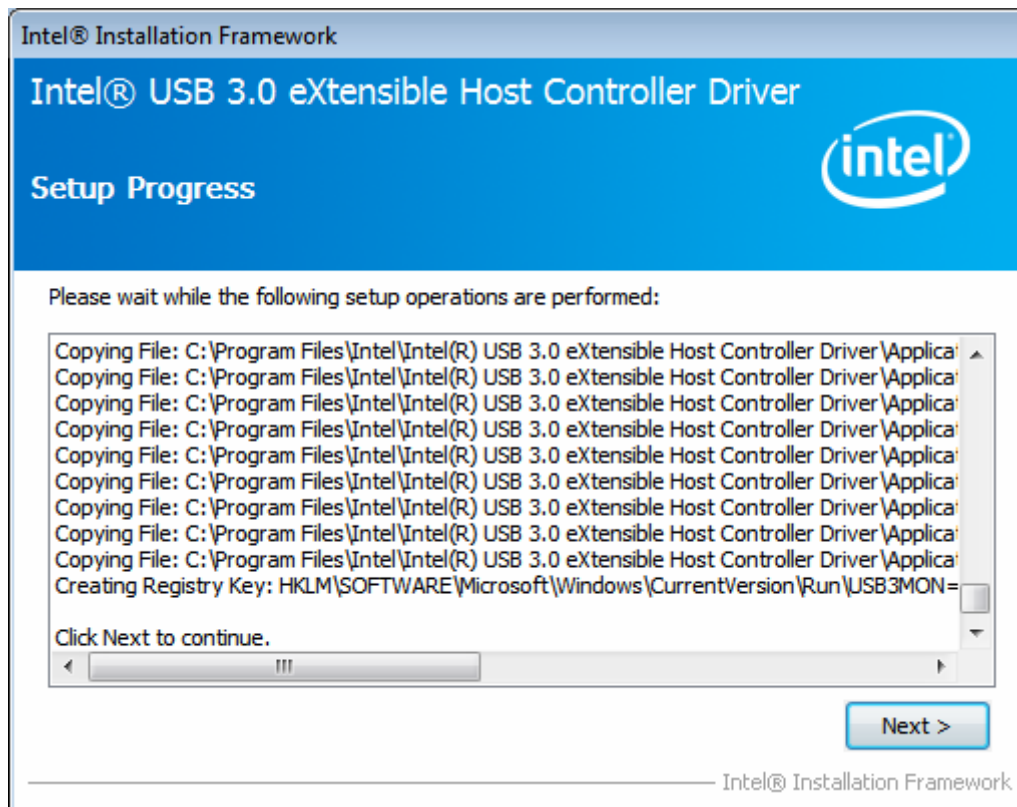 Intel® Installation Framework
Intel® USB 3.0 eXtensible Host Controller Driver
intel
Setup Progress
Please wait while the following setup operations are performed:
Copying File: C:\Program Files\Intel\Intel(R) USB 3.0 eXtensible Host Controller Driver\Applicat
Copying File: C:\Program Files\Intel\Intel(R) USB 3.0 eXtensible Host Controller Driver\Applicat
Copying File: C:\Program Files\Intel\Intel(R) USB 3.0 eXtensible Host Controller Driver\Applicat
Copying File: C:\Program Files\Intel\Intel(R) USB 3.0 eXtensible Host Controller Driver\Applicat
Copying File: C:\Program Files\Intel\Intel(R) USB 3.0 eXtensible Host Controller Driver\Applicat
Copying File: C:\Program Files\Intel\Intel(R) USB 3.0 eXtensible Host Controller Driver\Applicat
Copying File: C:\Program Files\Intel\Intel(R) USB 3.0 eXtensible Host Controller Driver\Applicat
Copying File: C:\Program Files\Intel\Intel(R) USB 3.0 eXtensible Host Controller Driver\Applicat
Copying File: C:\Program Files\Intel\Intel(R) USB 3.0 eXtensible Host Controller Driver\Applicat
Creating Registry Key: HKLM\SOFTWARE\Microsoft\Windows\CurrentVersion\Run\USB3MON=
Click Next to continue.
Next >
Intel® Installation Framework